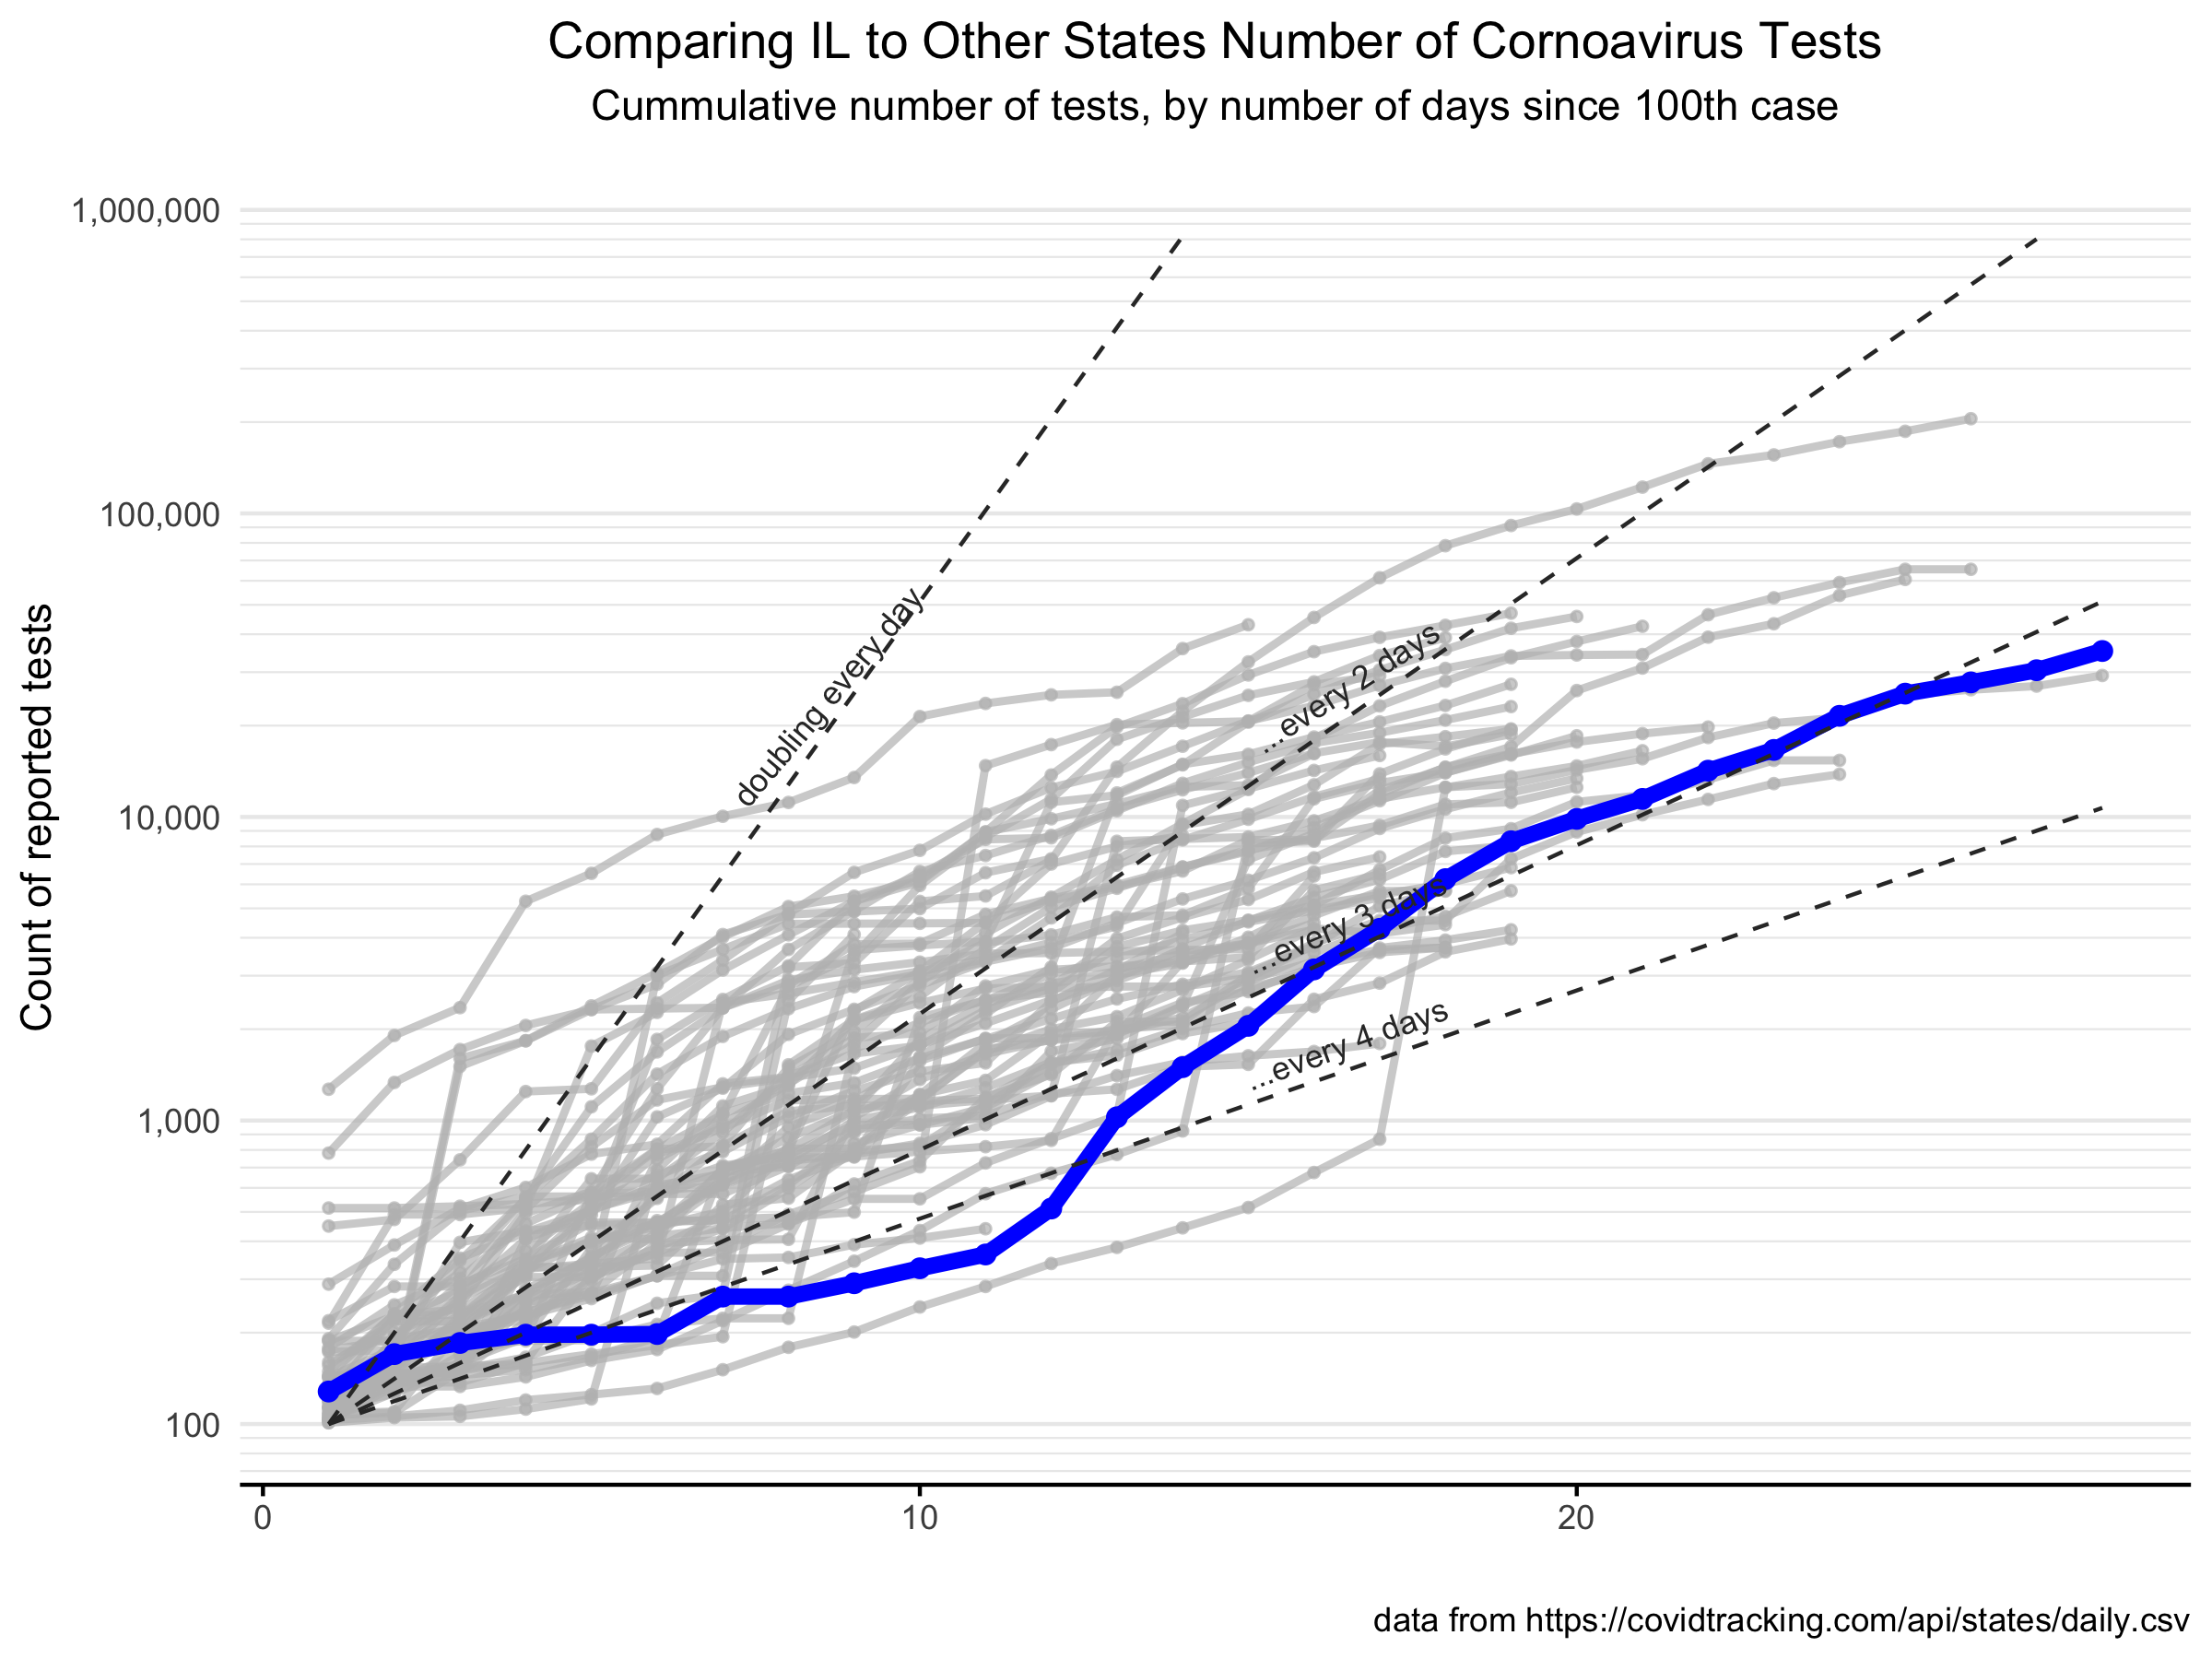 Comparing IL to Other States Number of Cornoavirus Tests
Cummulative number of tests, by number of days since 100th case
1,000,000
100,000
10,000
1,000
100
Count of reported tests
doubling every day
...every 2 days
...every 3 days
...every 4 days
0
10
20
data from https://covidtracking.com/api/states/daily.csv